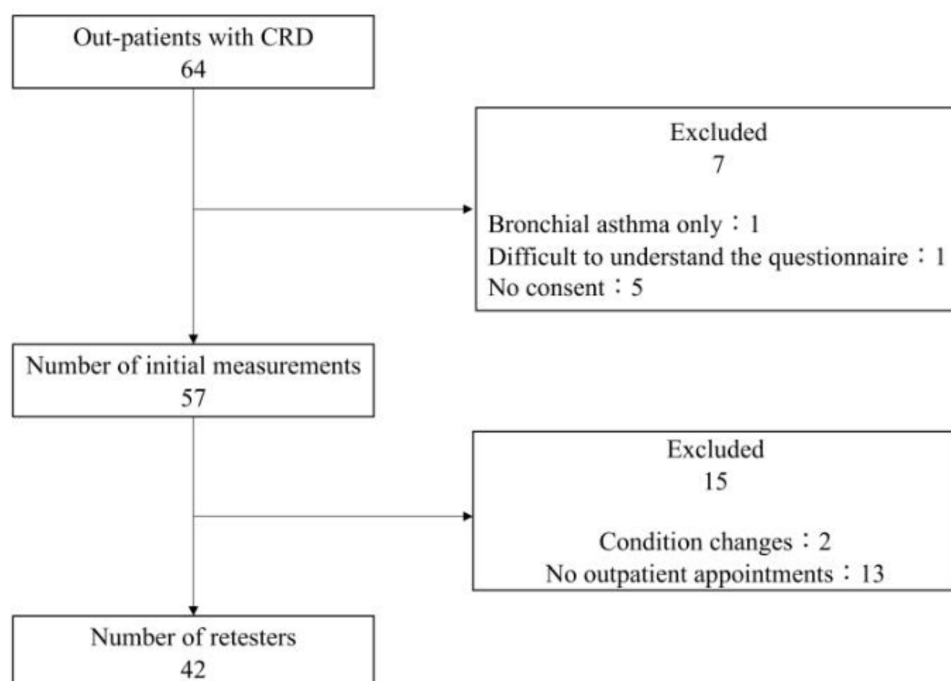 Out-patients with CRD
64
Excluded
7
Bronchial asthma only：1
Difficult to understand the questionnaire：1
No consent：5
Number of initial measurements
57
Excluded
15
Condition changes：2
No outpatient appointments：13
Number of retesters
42